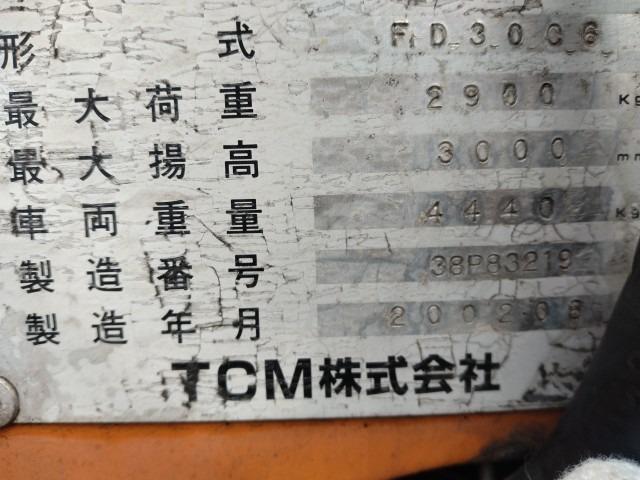 形式 FD30C6
最大荷重 2900 Kg
最大揚高 3000 mm
車両重量 4440 Kg
製造番号 38P83219
製造年月 200208
TCM株式会社